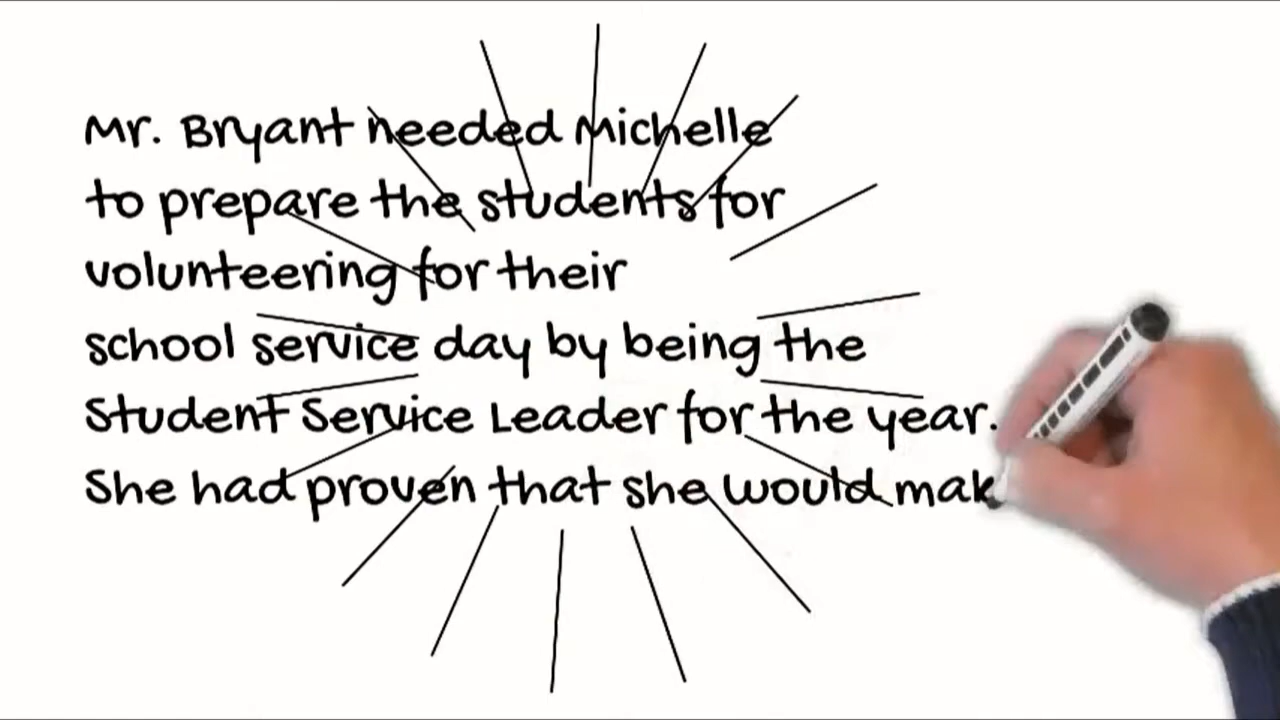 Mr. Bryant needed Michelle
to prepare the students for
volunteering for their
school service day by being the
Student Service Leader for the year.
She had proven that she would mak